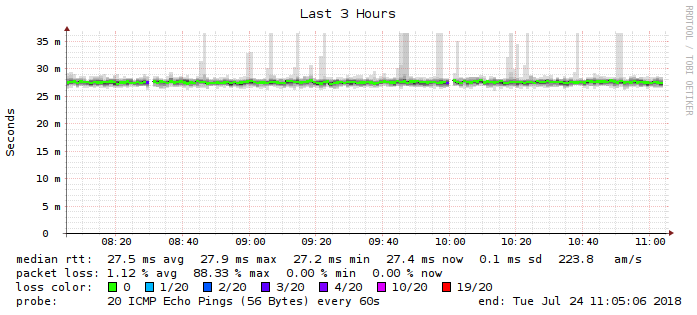 Last 3 Hours
RRDTOOL / TOBI OETIKER
Seconds
35 m
30 m
25 m
20 m
15 m
10 m
5 m
0
08:20 08:40 09:00 09:20 09:40 10:00 10:20 10:40 11:00
median rtt: 27.5 ms avg 27.9 ms max 27.2 ms min 27.4 ms now 0.1 ms sd 223.8 am/s
packet loss: 1.12 % avg 88.33 % max 0.00 % min 0.00 % now
loss color: 0 1/20 2/20 3/20 4/20 10/20 19/20
probe: 20 ICMP Echo Pings (56 Bytes) every 60s end: Tue Jul 24 11:05:06 2018